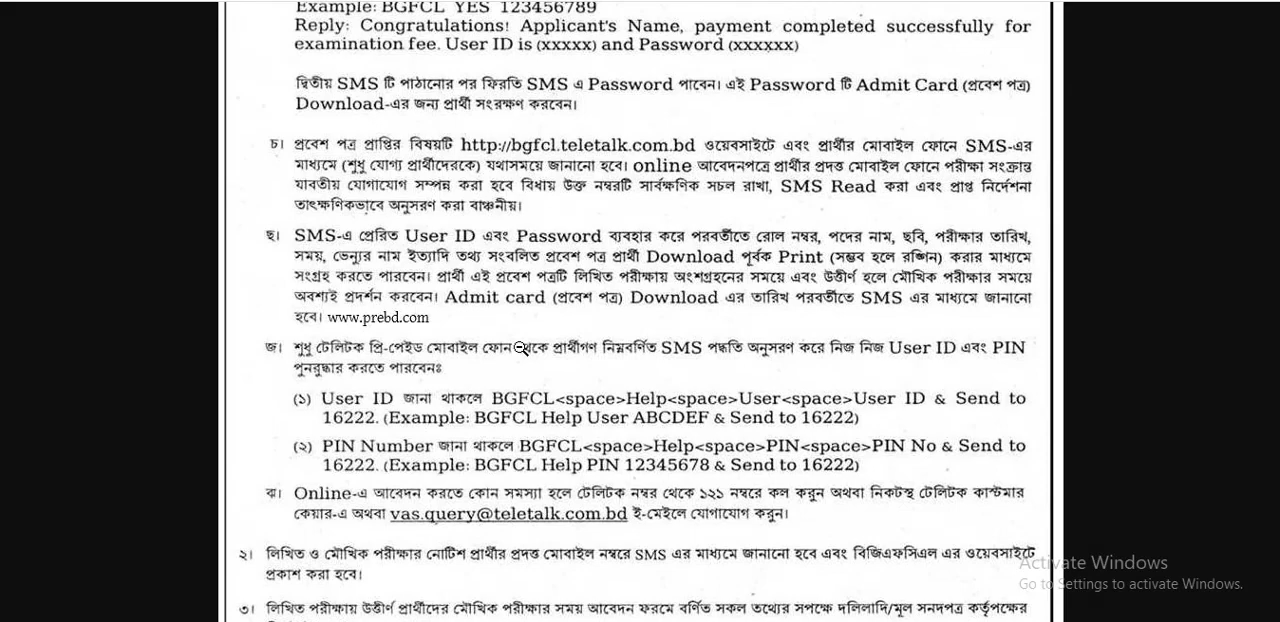 Example: BGFCL YES 123456789
Reply: Congratulations! Applicant's Name, payment completed successfully for
examination fee. User ID is (xxxxx) and Password (xxxxxx)
দ্বিতীয় SMS টি পাঠানোর পর ফিরতি SMS এ Password পাবেন। এই Password টি Admit Card (প্রবেশ পত্র)
Download-এর জন্য প্রার্থী সংরক্ষণ করবেন।
চ। প্রবেশ পত্র প্রাপ্তির বিষয়টি http://bgfcl.teletalk.com.bd ওয়েবসাইটে এবং প্রার্থীর মোবাইল ফোনে SMS-এর
মাধ্যমে (শুধু যোগ্য প্রার্থীদেরকে) যথাসময়ে জানানো হবে। online আবেদনপত্রে প্রার্থীর প্রদত্ত মোবাইল ফোনে পরীক্ষা সংক্রান্ত
যাবতীয় যোগাযোগ সম্পন্ন করা হবে বিধায় উক্ত নম্বরটি সার্বক্ষণিক সচল রাখা, SMS Read করা এবং প্রাপ্ত নির্দেশনা
তাৎক্ষণিকভাবে অনুসরণ করা বাঞ্চনীয়।
ছ। SMS-এ প্রেরিত User ID এবং Password ব্যবহার করে পরবর্তীতে রোল নম্বর, পদের নাম, ছবি, পরীক্ষার তারিখ,
সময়, ভেন্যুর নাম ইত্যাদি তথ্য সংবলিত প্রবেশ পত্র প্রার্থী Download পূর্বক Print (সম্ভব হলে রঙ্গিন) করার মাধ্যমে
সংগ্রহ করতে পারবেন। প্রার্থী এই প্রবেশ পত্রটি লিখিত পরীক্ষায় অংশগ্রহনের সময়ে এবং উত্তীর্ণ হলে মৌখিক পরীক্ষার সময়ে
অবশ্যই প্রদর্শন করবেন। Admit card (প্রবেশ পত্র) Download এর তারিখ পরবর্তীতে SMS এর মাধ্যমে জানানো
হবে। www.prebd.com
জ। শুধু টেলিটক প্রি-পেইড মোবাইল ফোন থেকে প্রার্থীগণ নিম্নবর্ণিত SMS পদ্ধতি অনুসরণ করে নিজ নিজ User ID এবং PIN
পুনরুদ্ধার করতে পারবেনঃ
(১) User ID জানা থাকলে BGFCL<space>Help<space>User<space>User ID & Send to
16222. (Example: BGFCL Help User ABCDEF & Send to 16222)
(২) PIN Number জানা থাকলে BGFCL<space>Help<space>PIN<space>PIN No & Send to
16222. (Example: BGFCL Help PIN 12345678 & Send to 16222)
ঝ। Online-এ আবেদন করতে কোন সমস্যা হলে টেলিটক নম্বর থেকে ১২১ নম্বরে কল করুন অথবা নিকটস্থ টেলিটক কাস্টমার
কেয়ার-এ অথবা vas.query@teletalk.com.bd ই-মেইলে যোগাযোগ করুন।
২। লিখিত ও মৌখিক পরীক্ষার নোটিশ প্রার্থীর প্রদত্ত মোবাইল নম্বরে SMS এর মাধ্যমে জানানো হবে এবং বিজিএফসিএল এর ওয়েবসাইটে
প্রকাশ করা হবে।
Activate Windows
Go to Settings to activate Windows.
৩। লিখিত পরীক্ষায় উত্তীর্ণ প্রার্থীদের মৌখিক পরীক্ষার সময় আবেদন ফরমে বর্ণিত সকল তথ্যের সপক্ষে দলিলাদি/মূল সনদপত্র কর্তৃপক্ষের